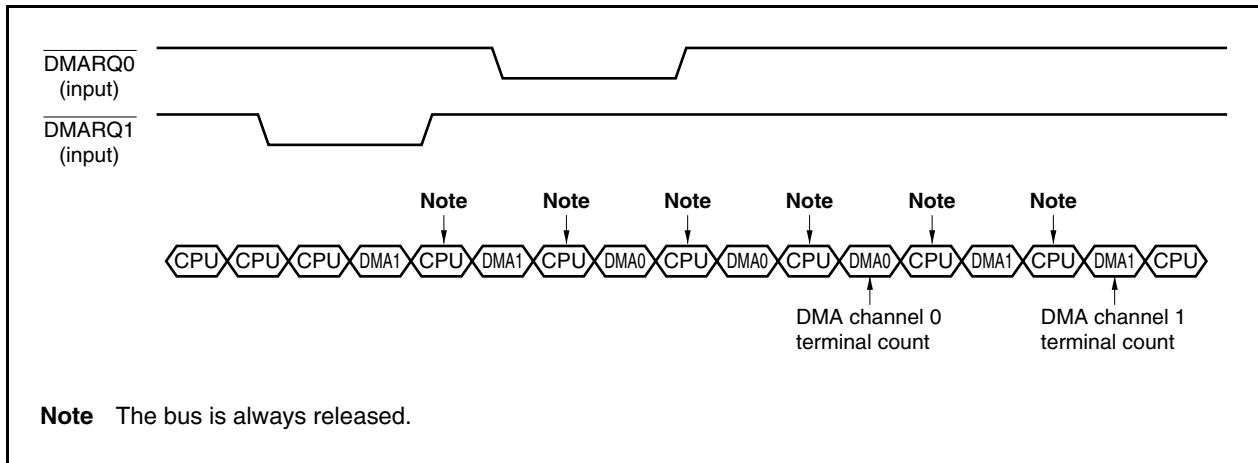 DMARQ0
(input)
DMARQ1
(input)
Note Note Note Note Note Note
CPU CPU CPU DMA1 CPU DMA1 CPU DMA0 CPU DMA0 CPU DMA0 CPU DMA1 CPU DMA1 CPU
DMA channel 0
terminal count
DMA channel 1
terminal count
Note The bus is always released.